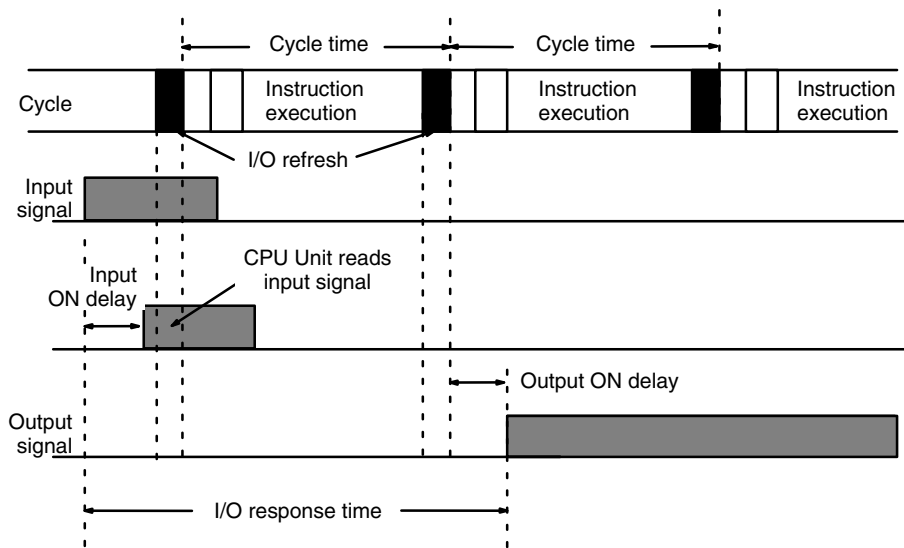 Cycle time
Cycle time
Cycle
Instruction
execution
Instruction
execution
Instruction
execution
I/O refresh
Input
signal
CPU Unit reads
input signal
Input
ON delay
Output ON delay
Output
signal
I/O response time